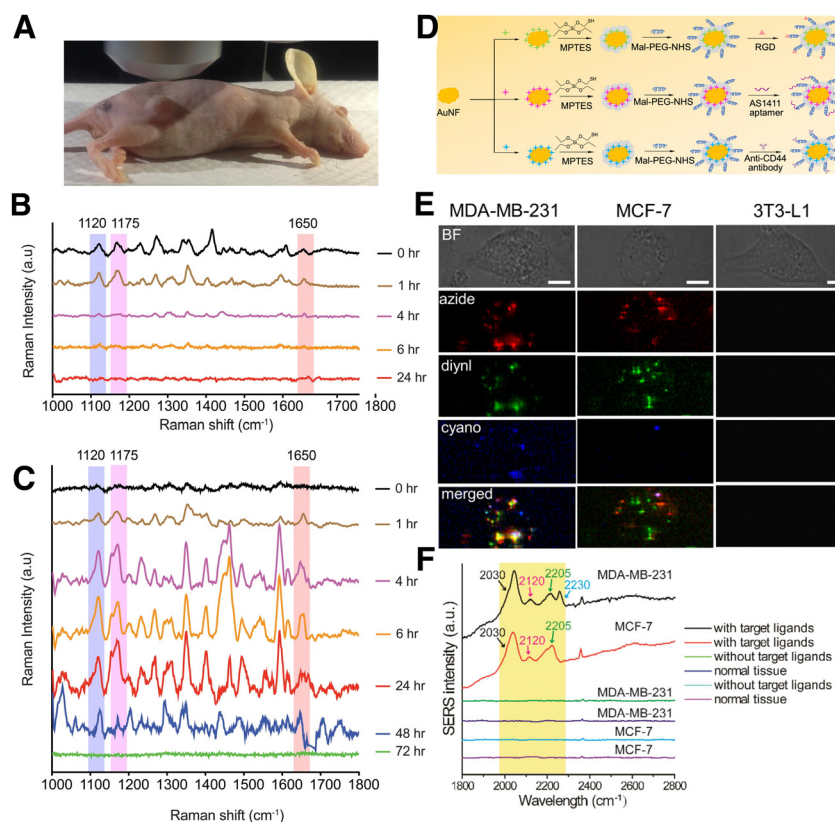 A
B
1120 1175 1650
0 hr
1 hr
4 hr
6 hr
24 hr
Raman Intensity (a.u)
1000 1100 1200 1300 1400 1500 1600 1700 1800
Raman shift (cm-1)
C
1120 1175 1650
0 hr
1 hr
4 hr
6 hr
24 hr
48 hr
72 hr
Raman Intensity (a.u)
1000 1100 1200 1300 1400 1500 1600 1700 1800
Raman shift (cm-1)
D
AuNF
SH
MPTES Mal-PEG-NHS RGD
SH
MPTES Mal-PEG-NHS AS1411
aptamer
SH
MPTES Mal-PEG-NHS Anti-CD44
antibody
E
MDA-MB-231 MCF-7 3T3-L1
BF
azide
diynl
cyano
merged
F
2030 2120 2205 2230 MDA-MB-231
2030 2120 2205 MCF-7
MDA-MB-231
MDA-MB-231
MCF-7
MCF-7
with target ligands
with target ligands
without target ligands
normal tissue
without target ligands
normal tissue
SERS intensity (a.u.)
1800 2000 2200 2400 2600 2800
Wavelength (cm-1)